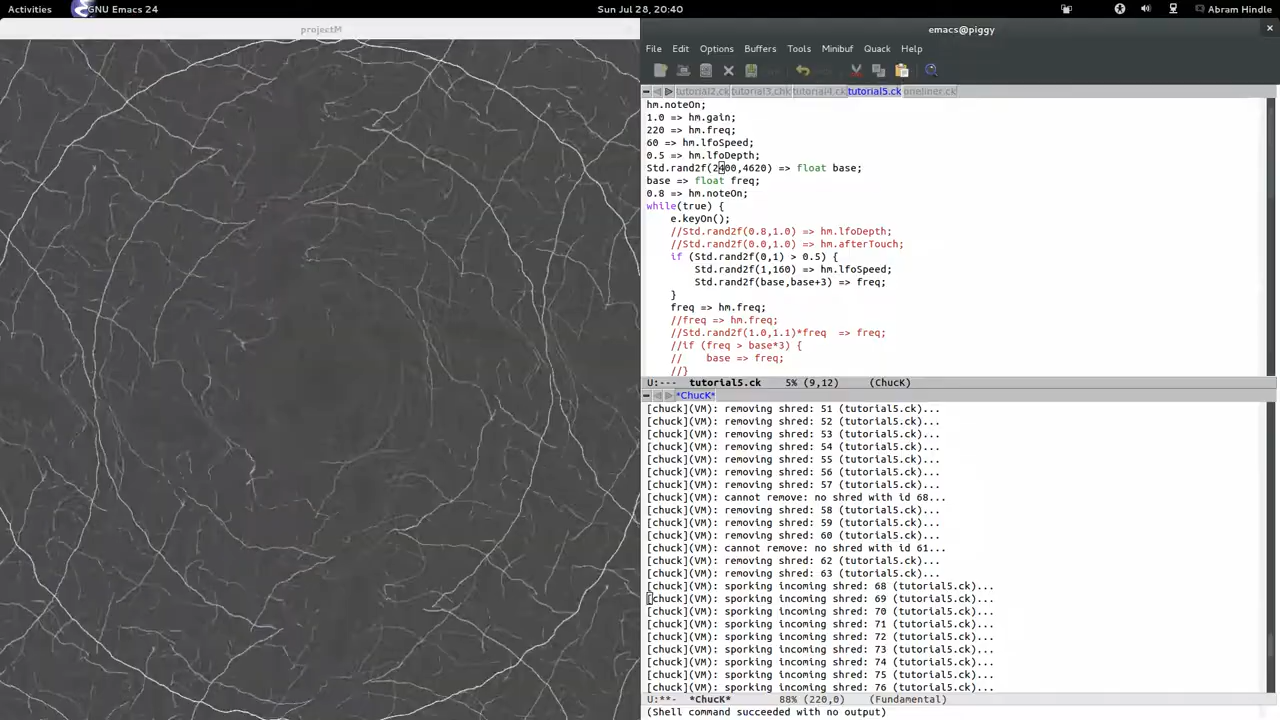 Activities GNU Emacs 24 Sun Jul 28, 20:40 Abram Hindle
projectM
emacs@piggy
File Edit Options Buffers Tools Minibuf Quack Help
tutorial2.ck tutorial3.chk tutorial4.ck tutorial5.ck oneliner.ck
hm.noteOn;
1.0 => hm.gain;
220 => hm.freq;
60 => hm.lfoSpeed;
0.5 => hm.lfoDepth;
Std.rand2f(2400,4620) => float base;
base => float freq;
0.8 => hm.noteOn;
while(true) {
e.keyOn();
//Std.rand2f(0.8,1.0) => hm.lfoDepth;
//Std.rand2f(0.0,1.0) => hm.afterTouch;
if (Std.rand2f(0,1) > 0.5) {
Std.rand2f(1,160) => hm.lfoSpeed;
Std.rand2f(base,base+3) => freq;
}
freq => hm.freq;
//freq => hm.freq;
//Std.rand2f(1.0,1.1)*freq  => freq;
//if (freq > base*3) {
//    base => freq;
//}
U:--- tutorial5.ck 5% (9,12) (ChucK)
*ChucK*
[chuck](VM): removing shred: 51 (tutorial5.ck)...
[chuck](VM): removing shred: 52 (tutorial5.ck)...
[chuck](VM): removing shred: 53 (tutorial5.ck)...
[chuck](VM): removing shred: 54 (tutorial5.ck)...
[chuck](VM): removing shred: 55 (tutorial5.ck)...
[chuck](VM): removing shred: 56 (tutorial5.ck)...
[chuck](VM): removing shred: 57 (tutorial5.ck)...
[chuck](VM): cannot remove: no shred with id 68...
[chuck](VM): removing shred: 58 (tutorial5.ck)...
[chuck](VM): removing shred: 59 (tutorial5.ck)...
[chuck](VM): removing shred: 60 (tutorial5.ck)...
[chuck](VM): cannot remove: no shred with id 61...
[chuck](VM): removing shred: 62 (tutorial5.ck)...
[chuck](VM): removing shred: 63 (tutorial5.ck)...
[chuck](VM): sporking incoming shred: 68 (tutorial5.ck)...
[chuck](VM): sporking incoming shred: 69 (tutorial5.ck)...
[chuck](VM): sporking incoming shred: 70 (tutorial5.ck)...
[chuck](VM): sporking incoming shred: 71 (tutorial5.ck)...
[chuck](VM): sporking incoming shred: 72 (tutorial5.ck)...
[chuck](VM): sporking incoming shred: 73 (tutorial5.ck)...
[chuck](VM): sporking incoming shred: 74 (tutorial5.ck)...
[chuck](VM): sporking incoming shred: 75 (tutorial5.ck)...
[chuck](VM): sporking incoming shred: 76 (tutorial5.ck)...
U:**- *ChucK* 88% (220,0) (Fundamental)
(Shell command succeeded with no output)